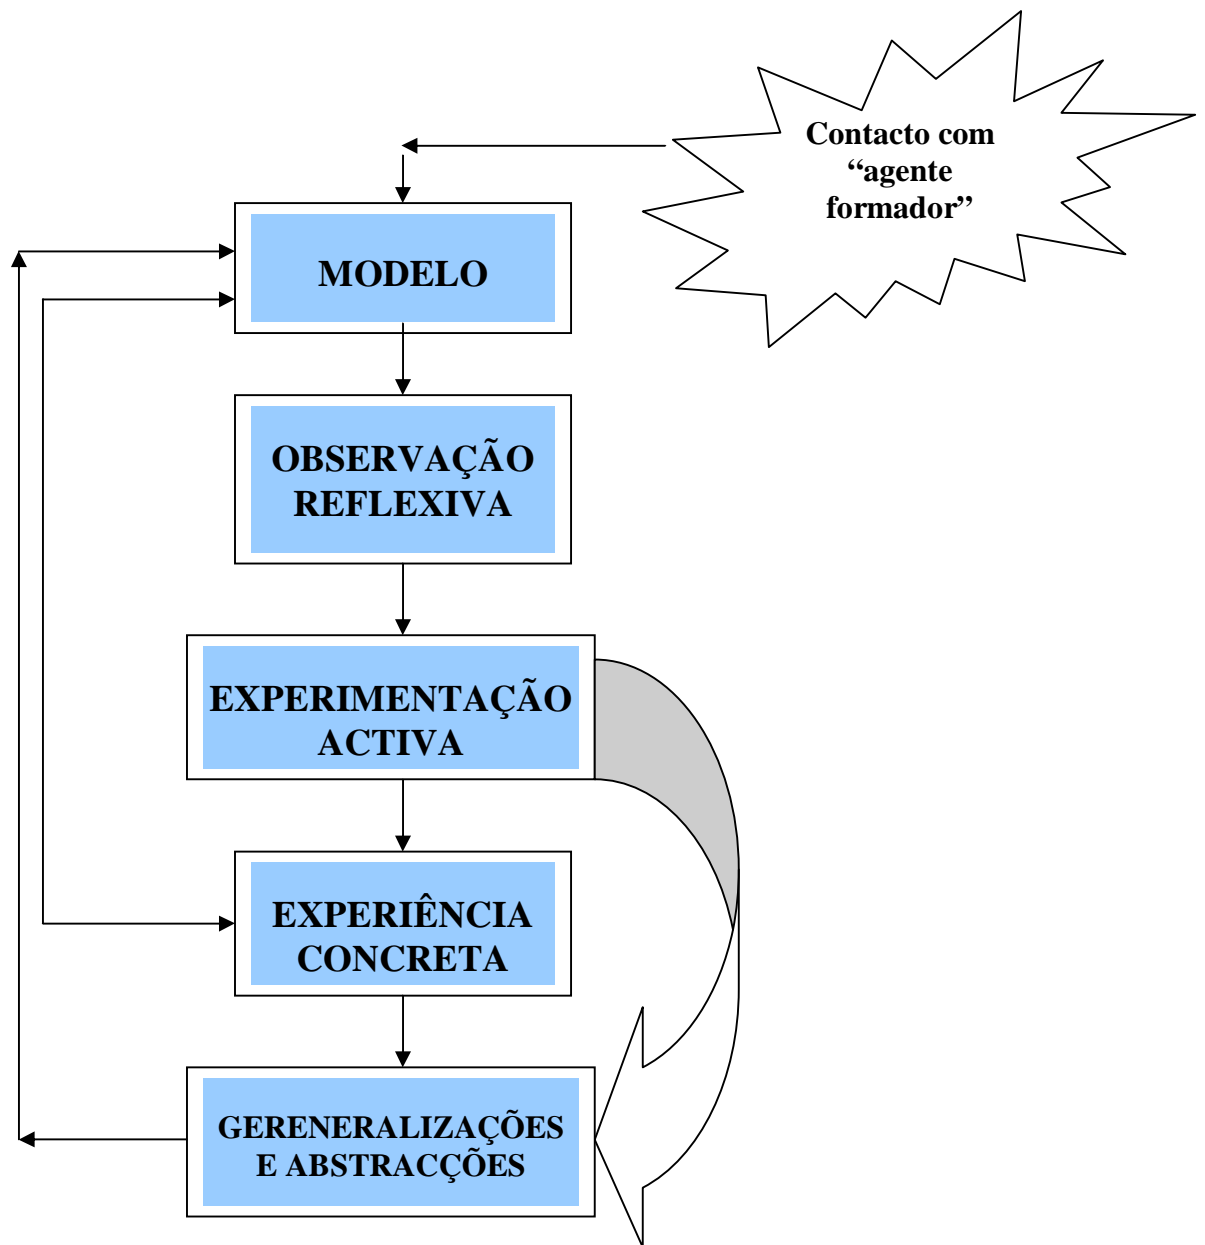 Contacto com
“agente
formador”
MODELO
OBSERVAÇÃO
REFLEXIVA
EXPERIMENTAÇÃO
ACTIVA
EXPERIÊNCIA
CONCRETA
GERENERALIZAÇÕES
E ABSTRACÇÕES